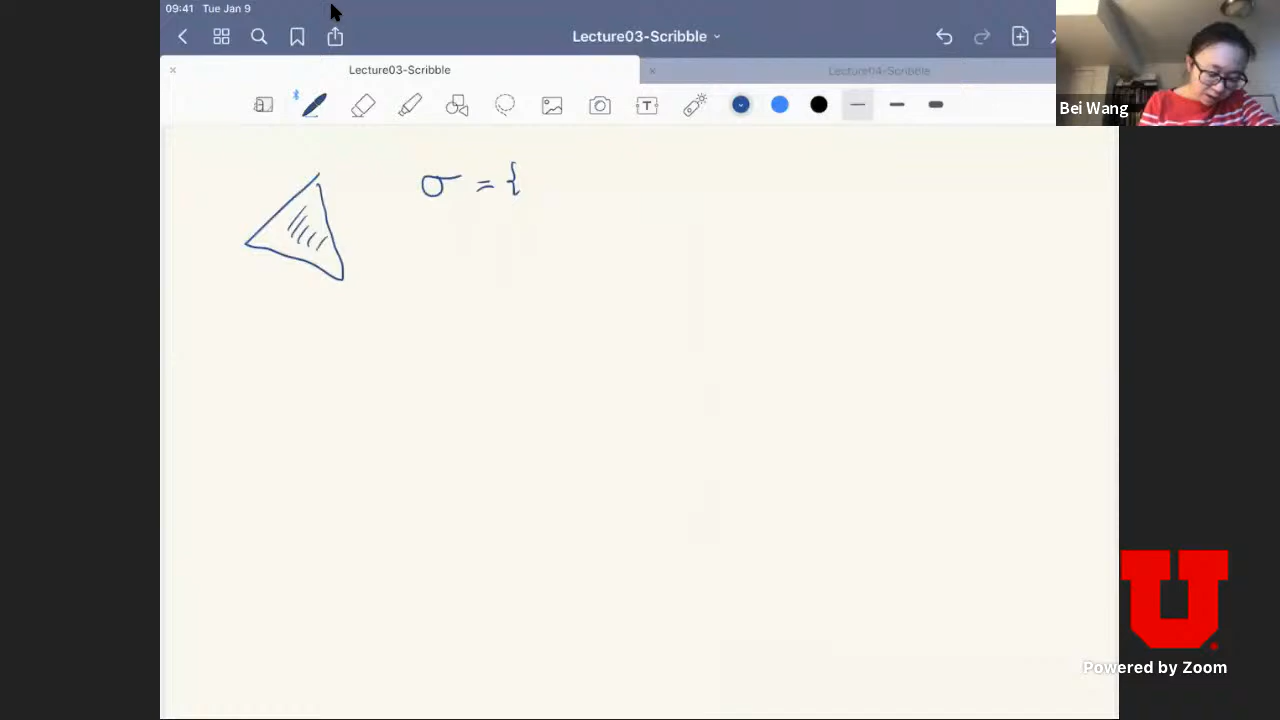 09:41 Tue Jan 9
Lecture03-Scribble
Lecture03-Scribble
Lecture04-Scribble
T
Bei Wang
σ = {
U
Powered by Zoom